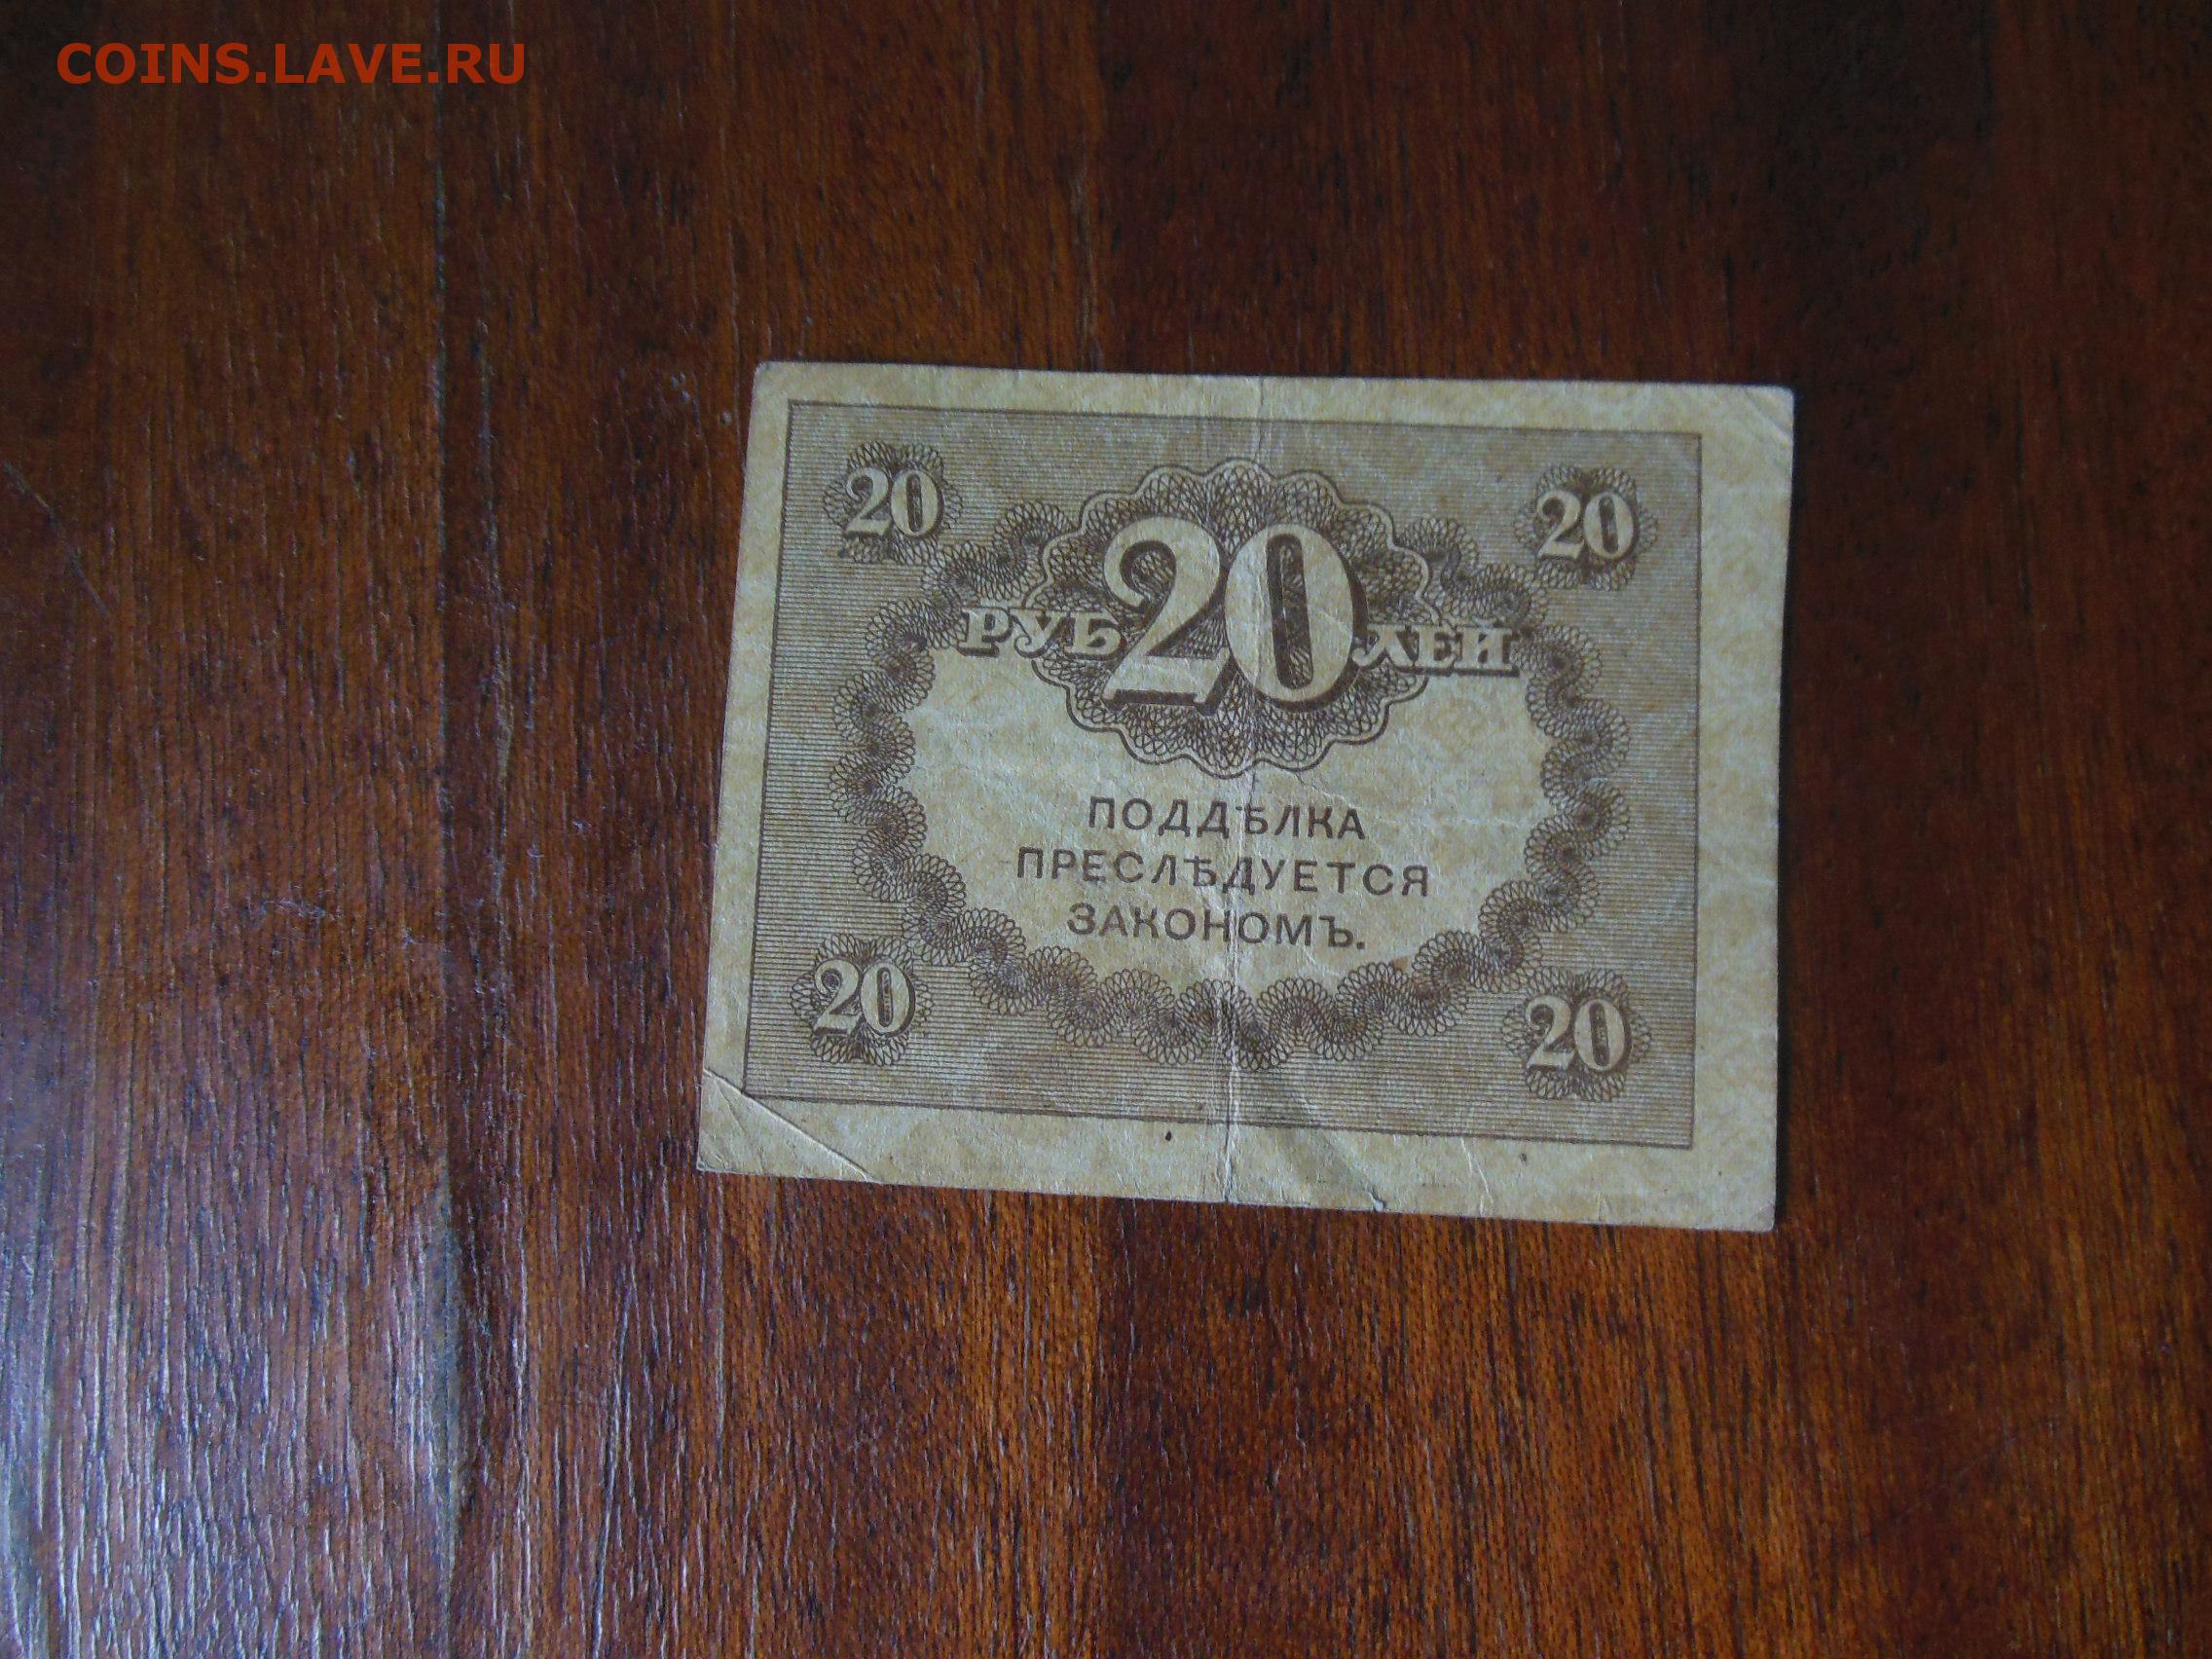 COINS.LAVE.RU
20 20
РУБ 20 ЛЕЙ
ПОДДѢЛКА
ПРЕСЛѢДУЕТСЯ
ЗАКОНОМЪ.
20 20